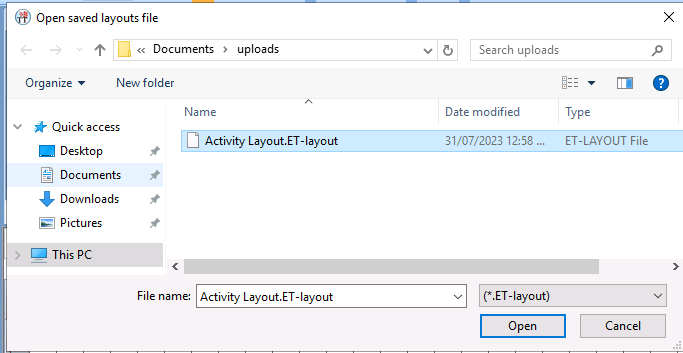 Open saved layouts file
« Documents › uploads
Search uploads
Organize
New folder
?
Name Date modified Type
Quick access
Activity Layout.ET-layout 31/07/2023 12:58 ... ET-LAYOUT File
Desktop
Documents
Downloads
Pictures
This PC
File name: Activity Layout.ET-layout (*.ET-layout)
Open Cancel